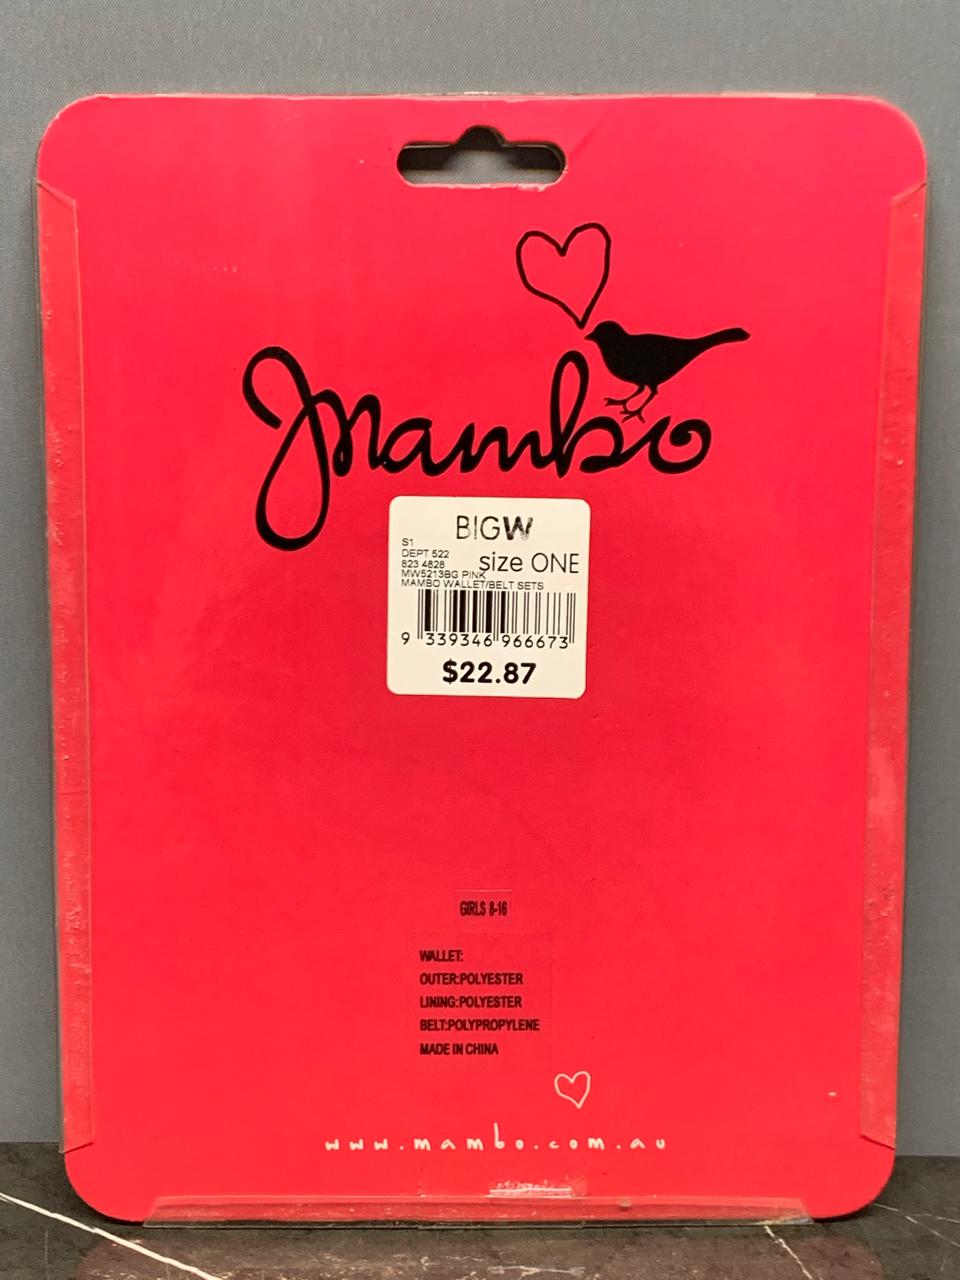 Mambo
BIGW
S1
DEPT 522
823 4828
size ONE
MW5213BG PINK
MAMBO WALLET/BELT SETS
9 339346 966673
$22.87
GIRLS 8-16
WALLET:
OUTER:POLYESTER
LINING:POLYESTER
BELT:POLYPROPYLENE
MADE IN CHINA
www.mambo.com.au